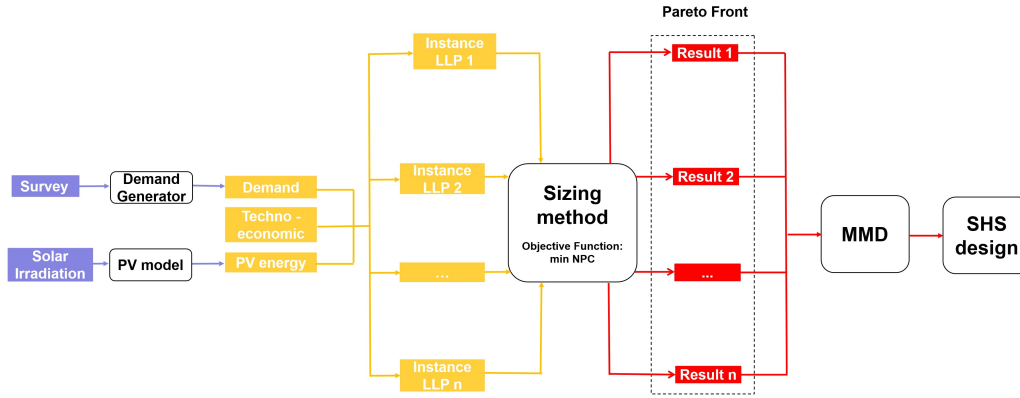 Survey
Solar
Irradiation
Demand
Generator
PV model
Demand
Techno -
economic
PV energy
Instance
LLP 1
Instance
LLP 2
...
Instance
LLP n
Sizing
method
Objective Function:
min NPC
Pareto Front
Result 1
Result 2
...
Result n
MMD
SHS
design